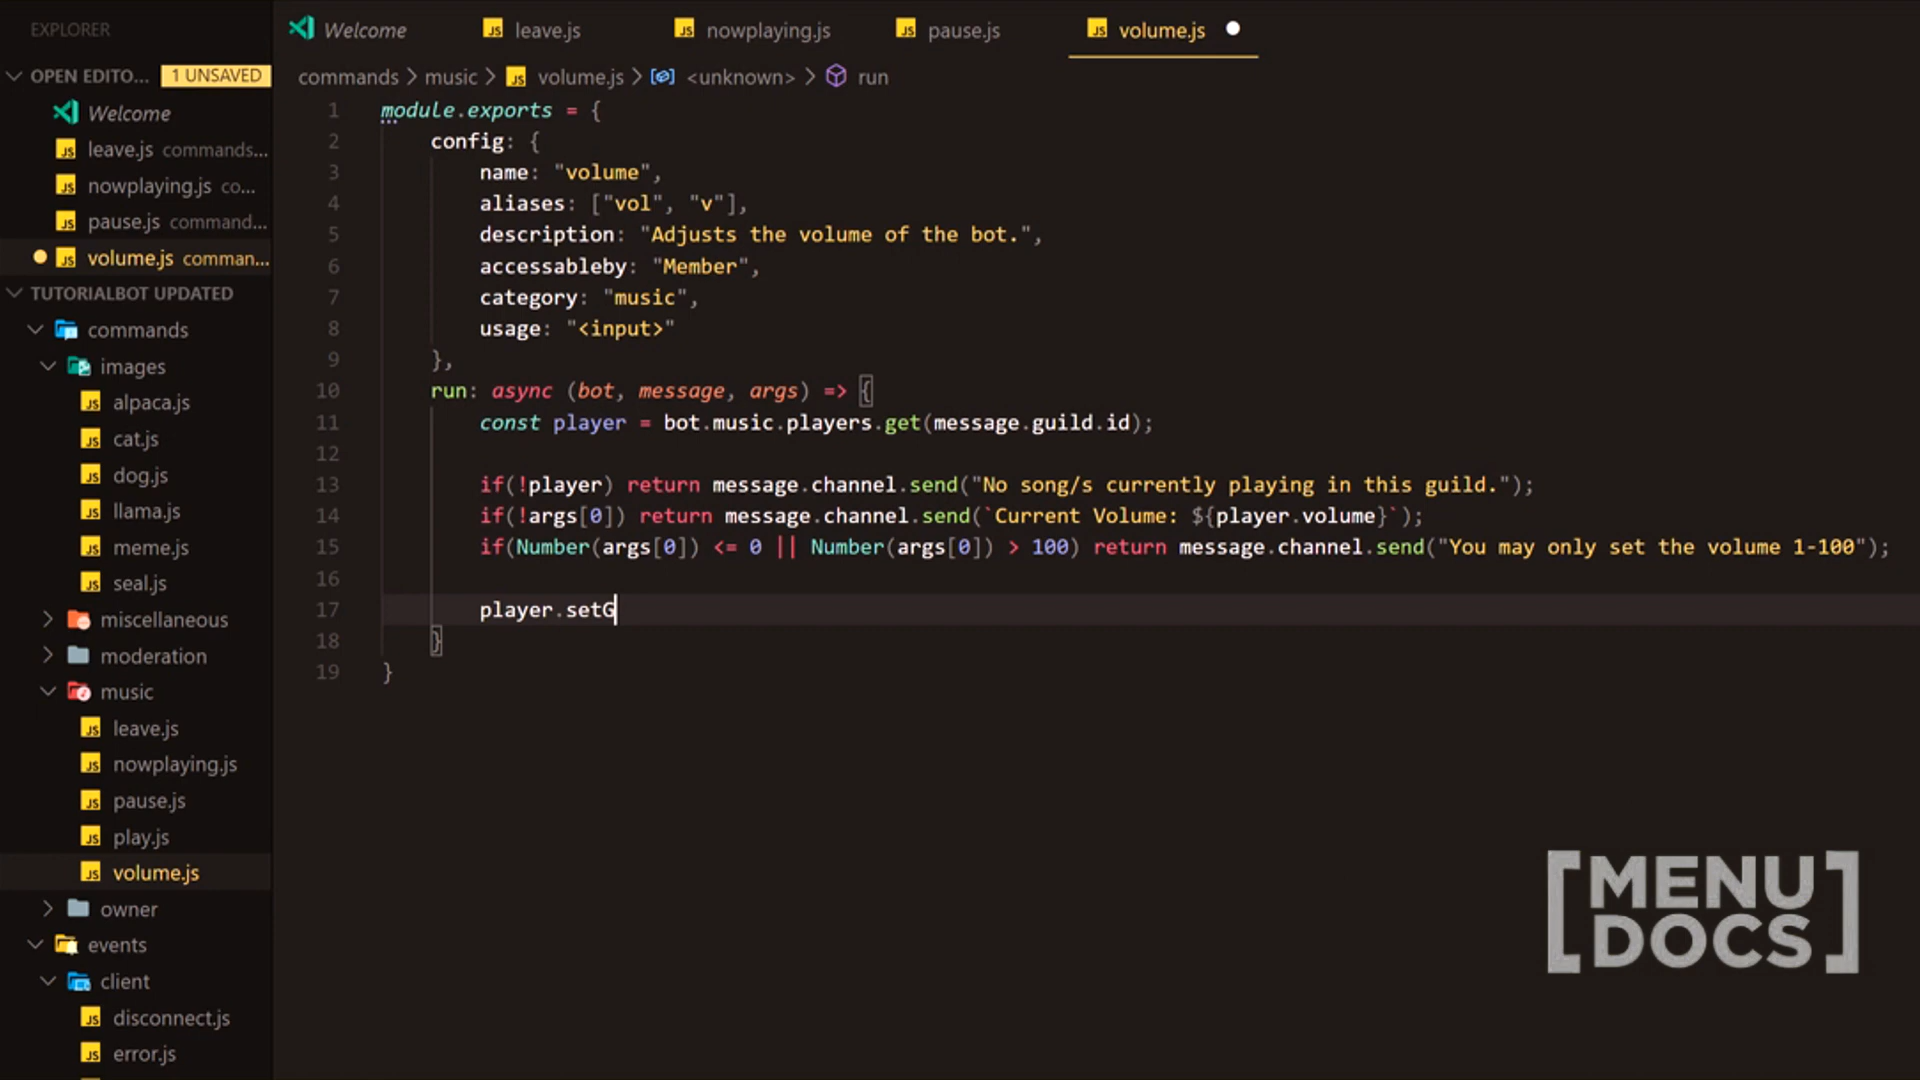 EXPLORER
OPEN EDITO... 1 UNSAVED
Welcome
leave.js commands...
nowplaying.js co...
pause.js command...
volume.js comman...
TUTORIALBOT UPDATED
commands
images
alpaca.js
cat.js
dog.js
llama.js
meme.js
seal.js
miscellaneous
moderation
music
leave.js
nowplaying.js
pause.js
play.js
volume.js
owner
events
client
disconnect.js
error.js
Welcome JS leave.js JS nowplaying.js JS pause.js JS volume.js
commands > music > JS volume.js > <unknown> > run
1 module.exports = {
2 config: {
3 name: "volume",
4 aliases: ["vol", "v"],
5 description: "Adjusts the volume of the bot.",
6 accessableby: "Member",
7 category: "music",
8 usage: "<input>"
9 },
10 run: async (bot, message, args) => {
11 const player = bot.music.players.get(message.guild.id);
12
13 if(!player) return message.channel.send("No song/s currently playing in this guild.");
14 if(!args[0]) return message.channel.send(`Current Volume: ${player.volume}`);
15 if(Number(args[0]) <= 0 || Number(args[0]) > 100) return message.channel.send("You may only set the volume 1-100");
16
17 player.setG
18 }
19 }
[MENU
DOCS]